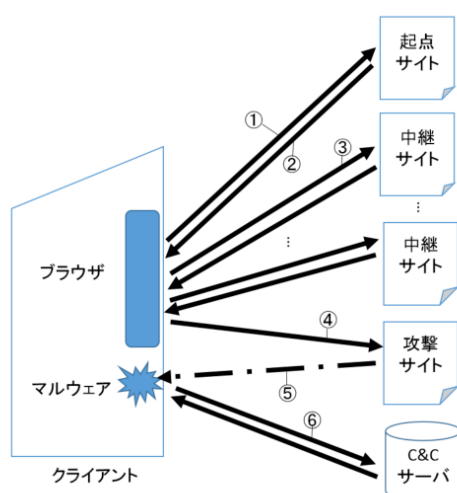 起点
サイト
①
②
③
中継
サイト
…
…
中継
サイト
ブラウザ
④
攻撃
サイト
マルウェア
⑤
⑥
C&C
サーバ
クライアント